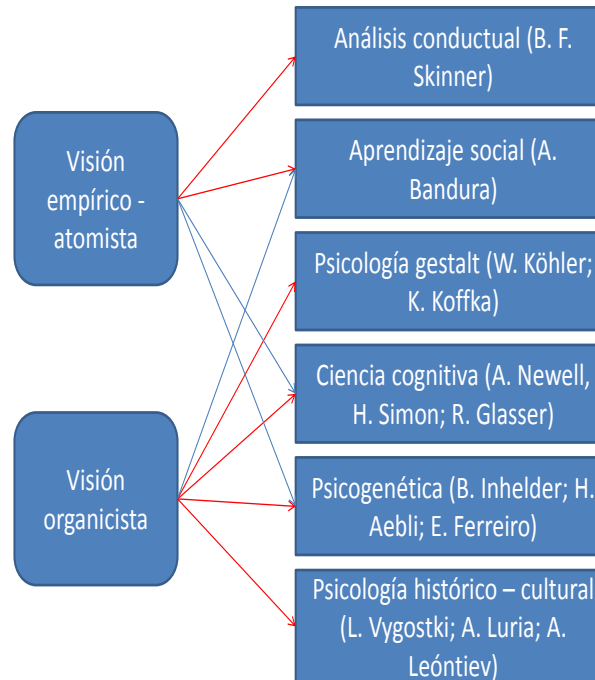 Análisis conductual (B. F.
Skinner)
Visión
empírico -
atomista
Aprendizaje social (A.
Bandura)
Psicología gestalt (W. Köhler;
K. Koffka)
Ciencia cognitiva (A. Newell,
H. Simon; R. Glasser)
Visión
organicista
Psicogenética (B. Inhelder; H.
Aebli; E. Ferreiro)
Psicología histórico – cultural
(L. Vygostki; A. Luria; A.
Leóntiev)